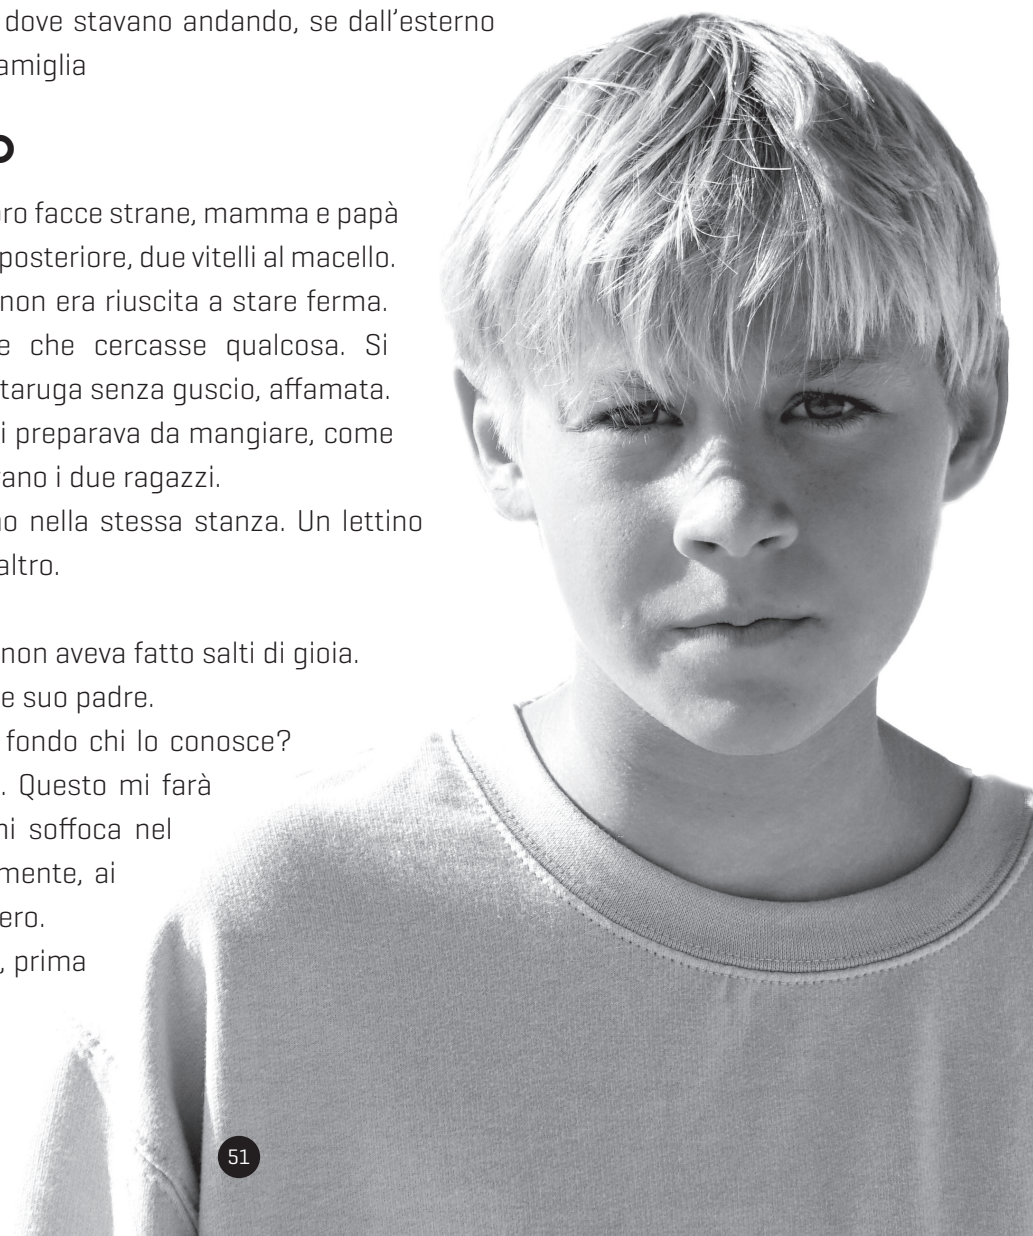 dove stavano andando, se dall'esterno
amiglia
o
oro facce strane, mamma e papà
posteriore, due vitelli al macello.
non era riuscita a stare ferma.
e che cercasse qualcosa. Si
taruga senza guscio, affamata.
i preparava da mangiare, come
ano i due ragazzi.
no nella stessa stanza. Un lettino
altro.
non aveva fatto salti di gioia.
e suo padre.
fondo chi lo conosce?
. Questo mi farà
ni soffoca nel
mente, ai
ero.
, prima
51